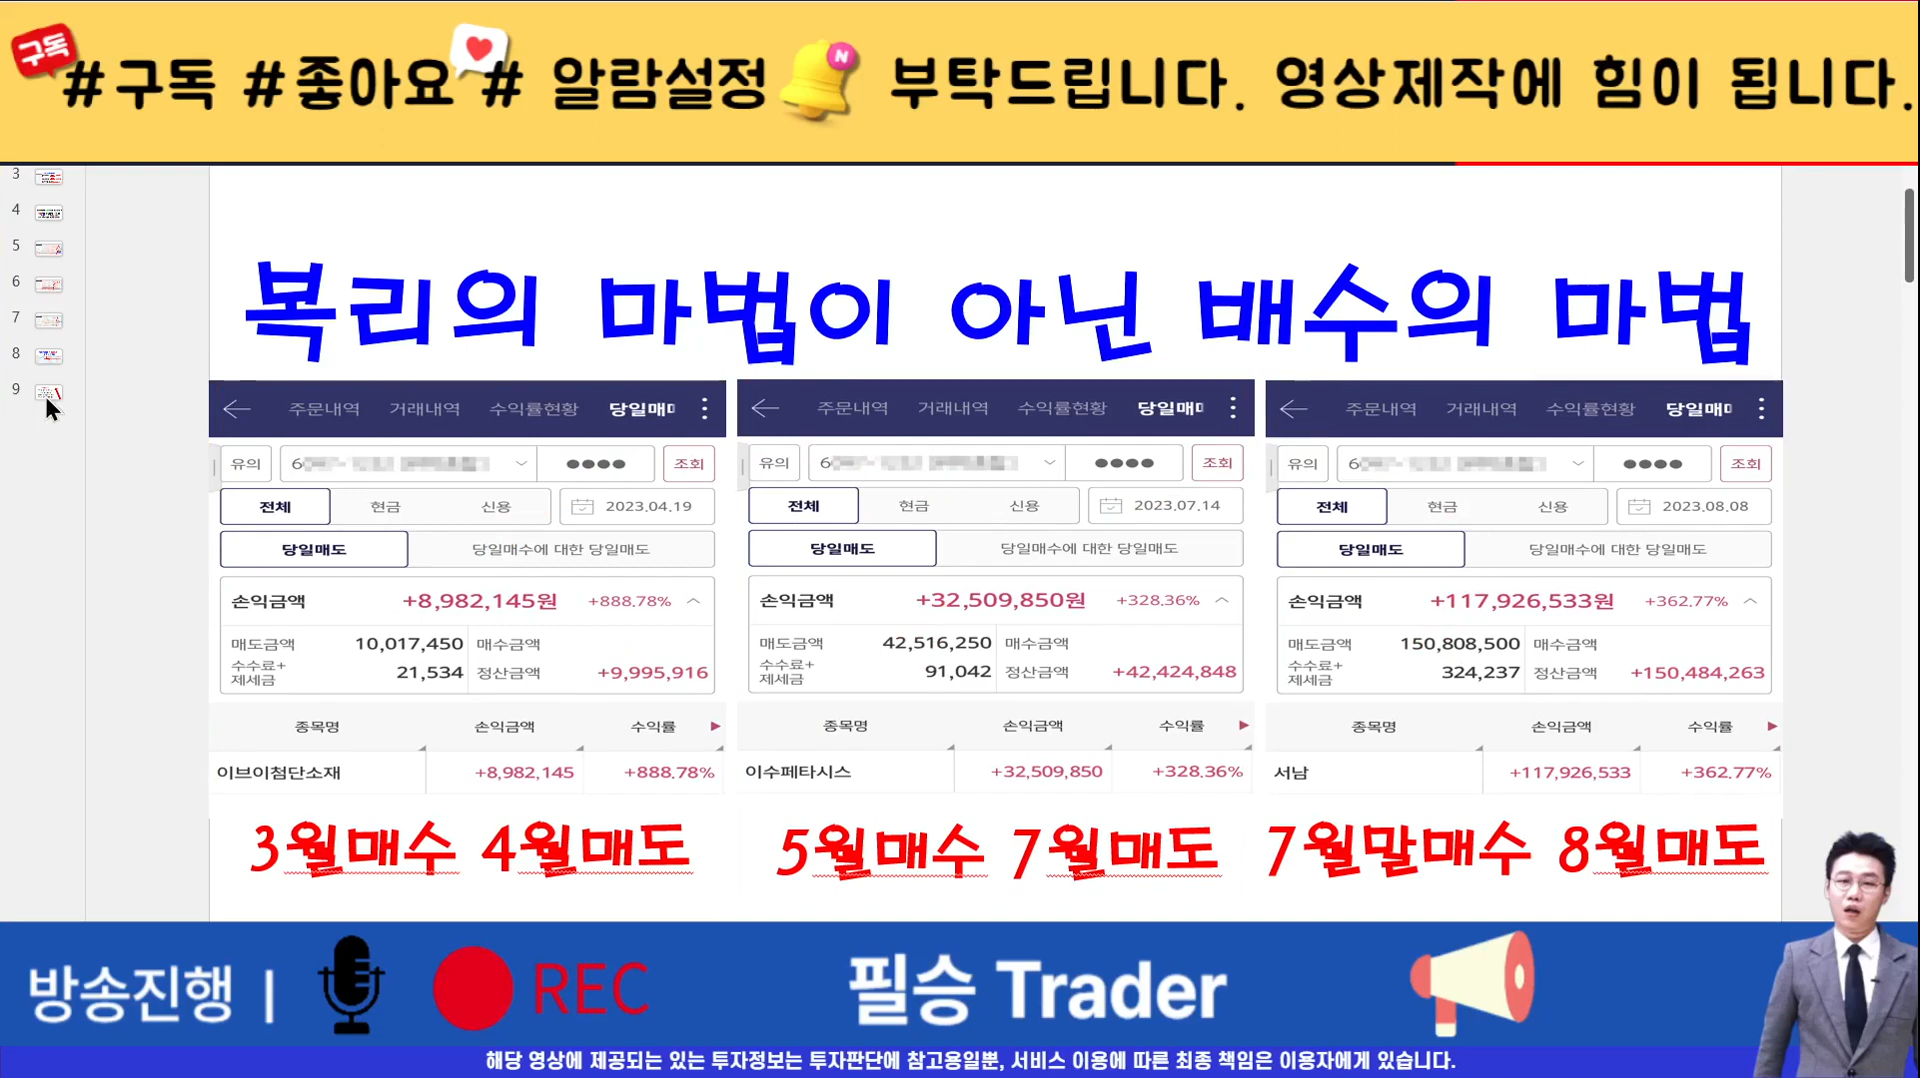 구독
#구독 #좋아요 # 알람설정 N 부탁드립니다. 영상제작에 힘이 됩니다.
3
4
5
6
7
8
9
복리의 마법이 아닌 배수의 마법
주문내역 거래내역 수익률현황 당일매매
유의 6 ●●●● 조회
전체 현금 신용 2023.04.19
당일매도 당일매수에 대한 당일매도
손익금액 +8,982,145원 +888.78%
매도금액 10,017,450 매수금액
수수료+제세금 21,534 정산금액 +9,995,916
종목명 손익금액 수익률
이브이첨단소재 +8,982,145 +888.78%
3월매수 4월매도
주문내역 거래내역 수익률현황 당일매매
유의 6 ●●●● 조회
전체 현금 신용 2023.07.14
당일매도 당일매수에 대한 당일매도
손익금액 +32,509,850원 +328.36%
매도금액 42,516,250 매수금액
수수료+제세금 91,042 정산금액 +42,424,848
종목명 손익금액 수익률
이수페타시스 +32,509,850 +328.36%
5월매수 7월매도
주문내역 거래내역 수익률현황 당일매매
유의 6 ●●●● 조회
전체 현금 신용 2023.08.08
당일매도 당일매수에 대한 당일매도
손익금액 +117,926,533원 +362.77%
매도금액 150,808,500 매수금액
수수료+제세금 324,237 정산금액 +150,484,263
종목명 손익금액 수익률
서남 +117,926,533 +362.77%
7월말매수 8월매도
방송진행 | REC 필승 Trader
해당 영상에 제공되는 있는 투자정보는 투자판단에 참고용일뿐, 서비스 이용에 따른 최종 책임은 이용자에게 있습니다.